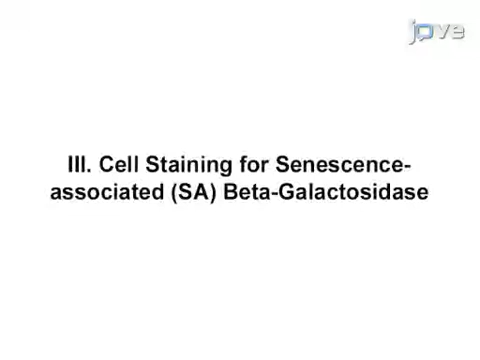 jove
III. Cell Staining for Senescence-
associated (SA) Beta-Galactosidase